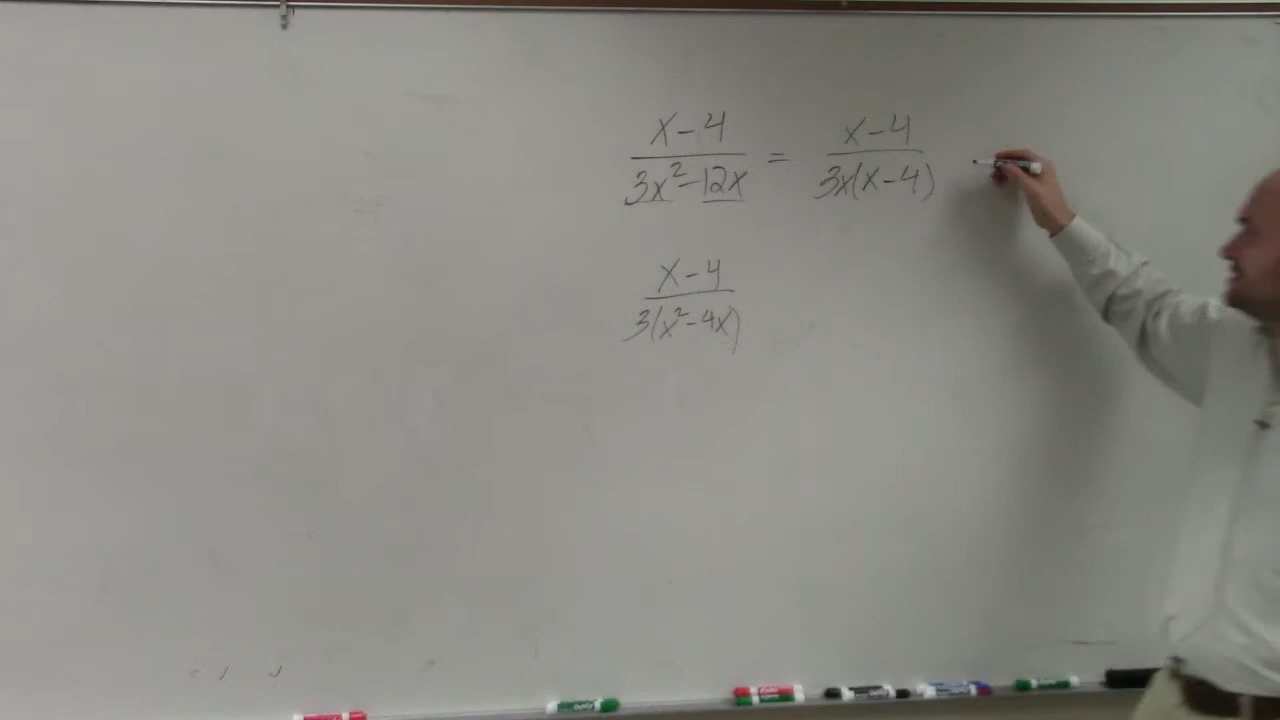 x-4 / 3x²-12x = x-4 / 3x(x-4)
x-4 / 3(x²-4x)